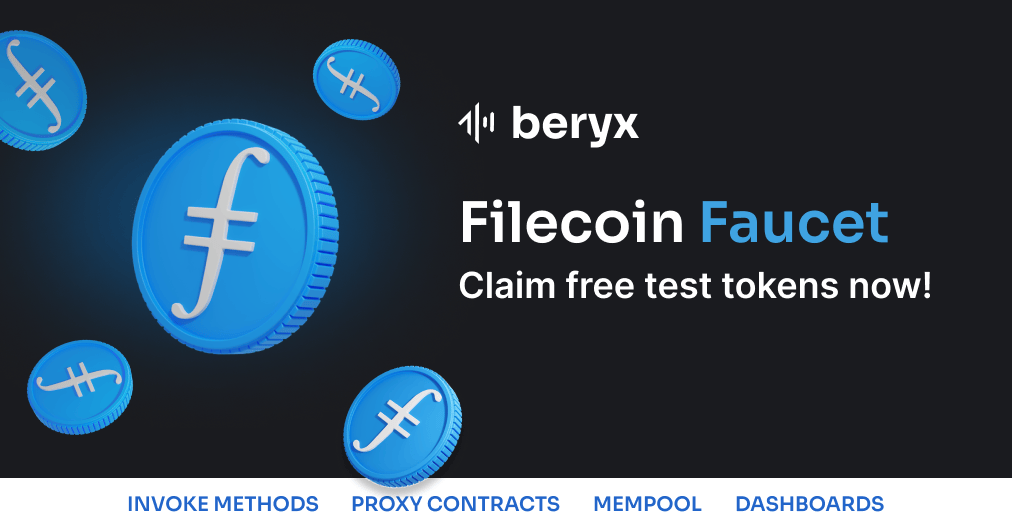 beryx
Filecoin Faucet
Claim free test tokens now!
INVOKE METHODS PROXY CONTRACTS MEMPOOL DASHBOARDS